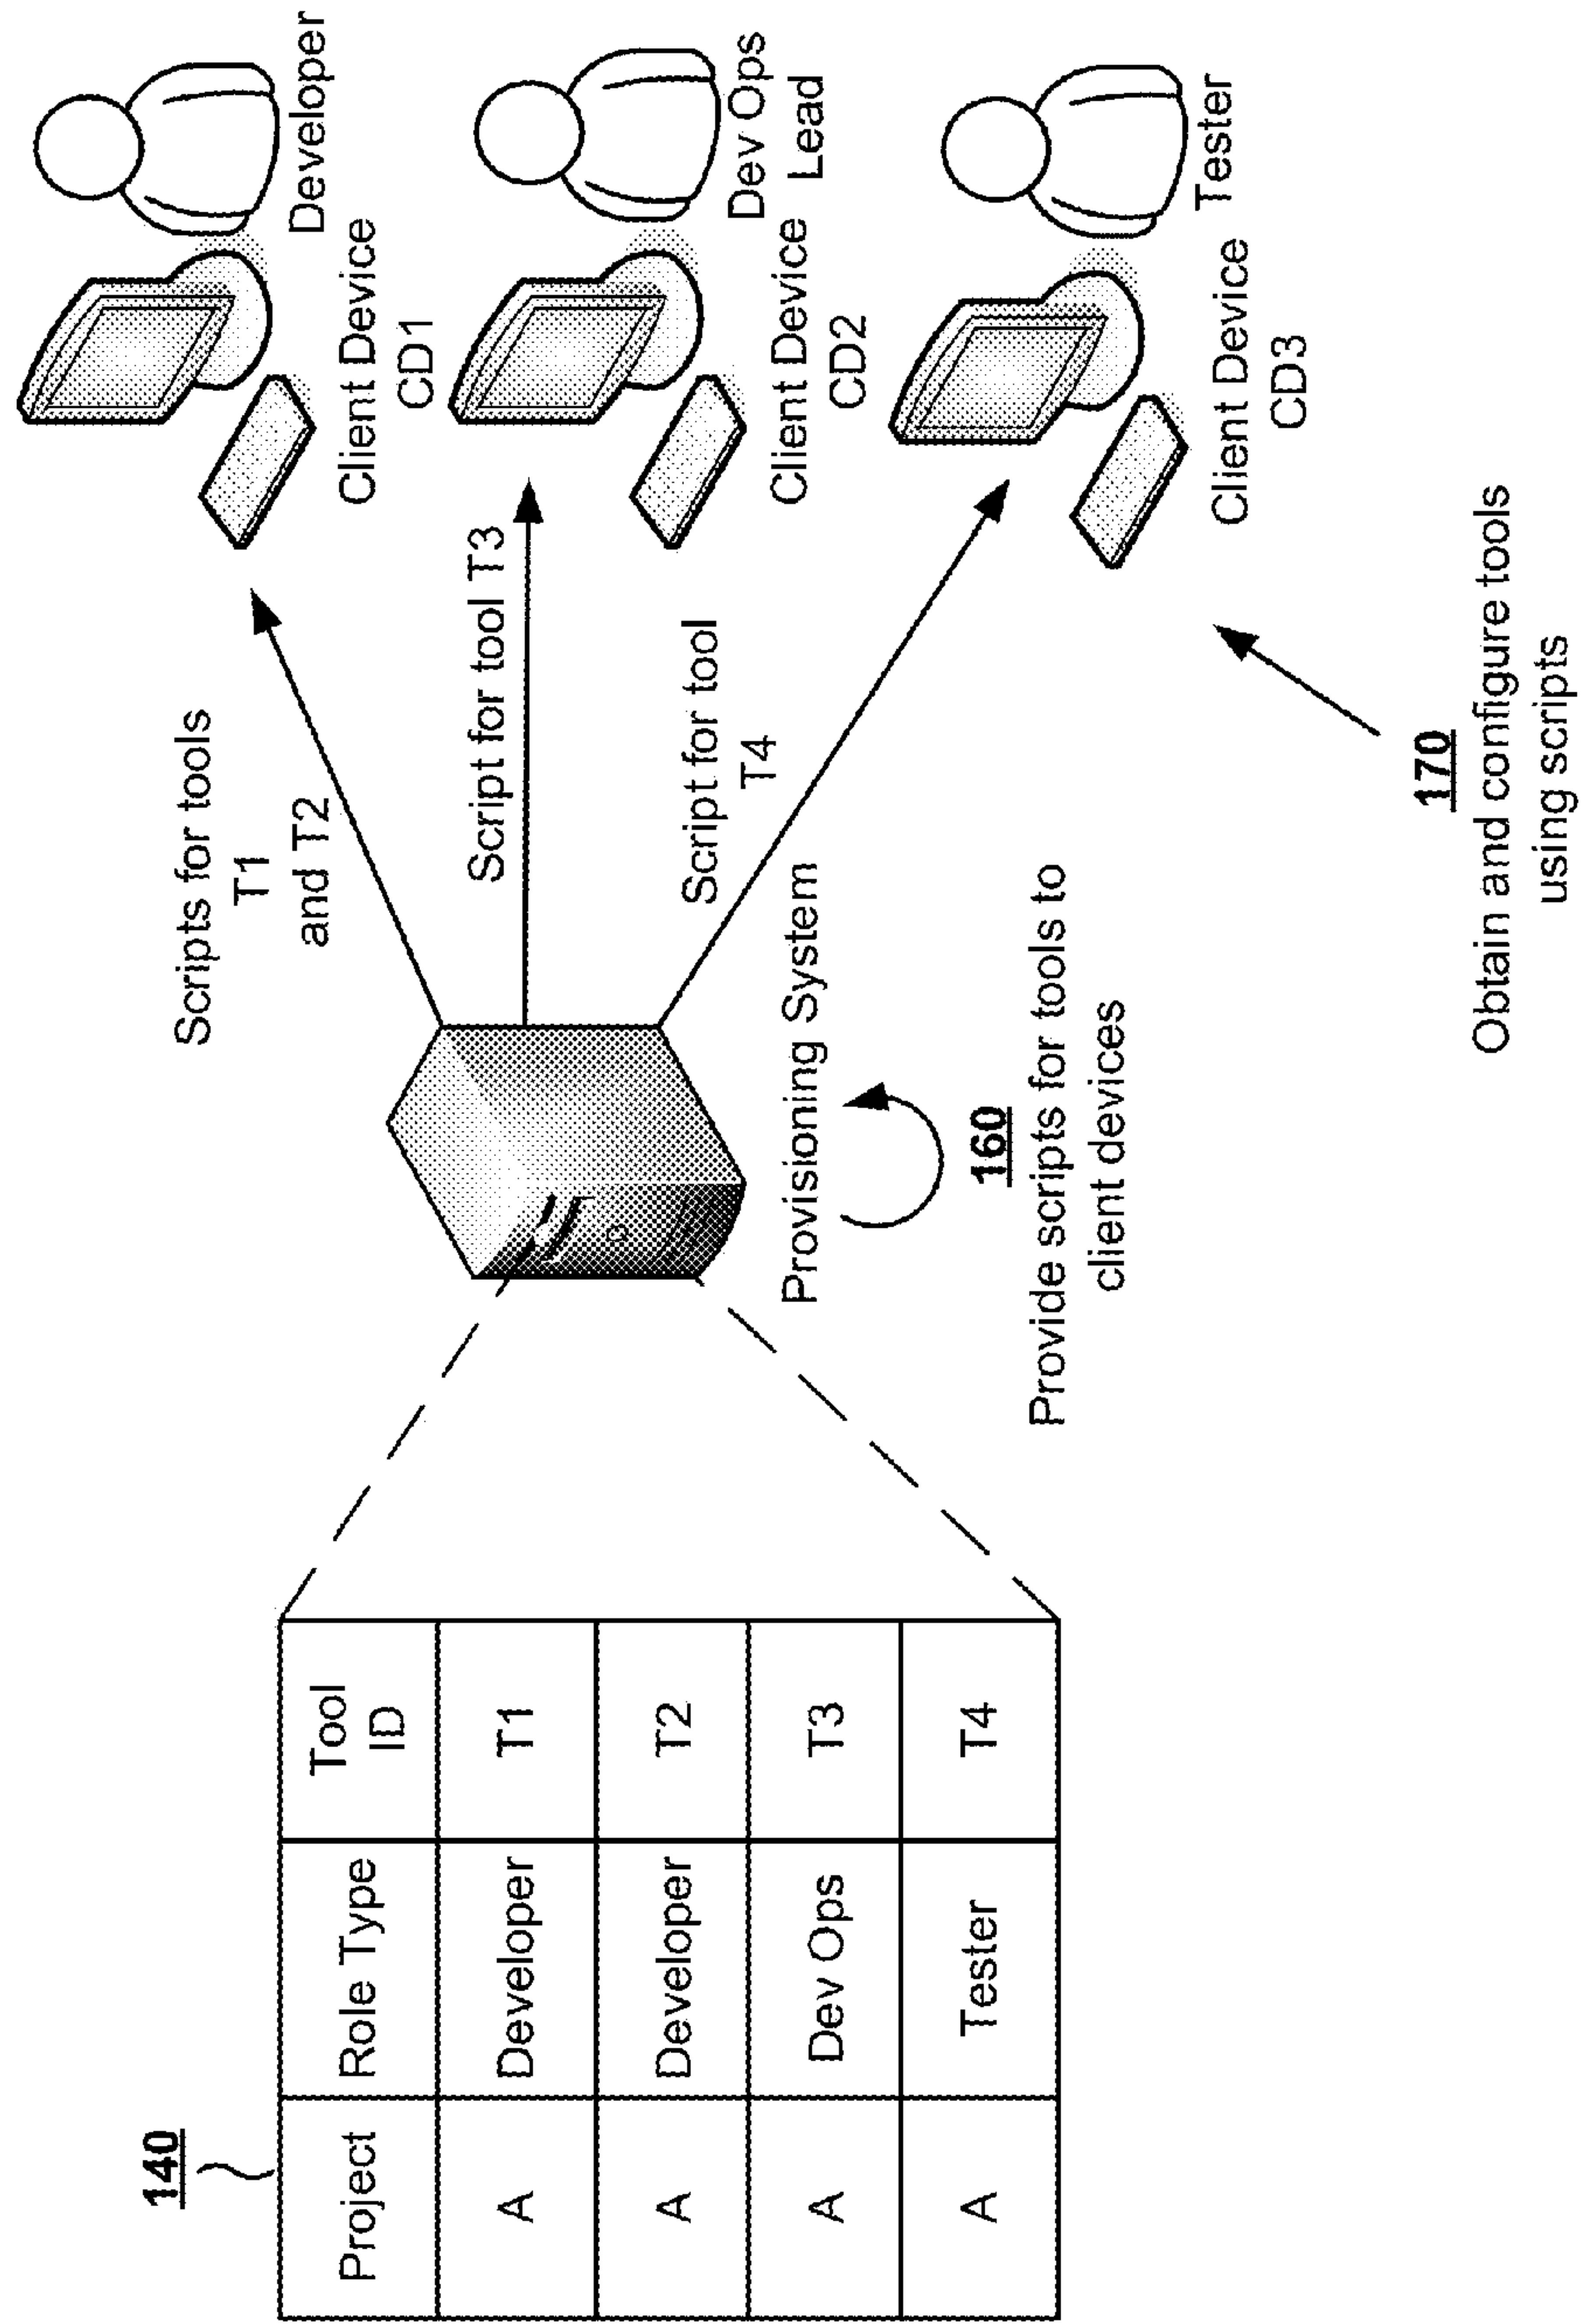 140
Project Role Type Tool
ID
A Developer T1
A Developer T2
A Dev Ops T3
A Tester T4
Provisioning System
160
Provide scripts for tools to
client devices
Scripts for tools
T1
and T2
Script for tool T3
Script for tool
T4
Developer
Client Device
CD1
Dev Ops
Lead
Client Device
CD2
Tester
Client Device
CD3
170
Obtain and configure tools
using scripts